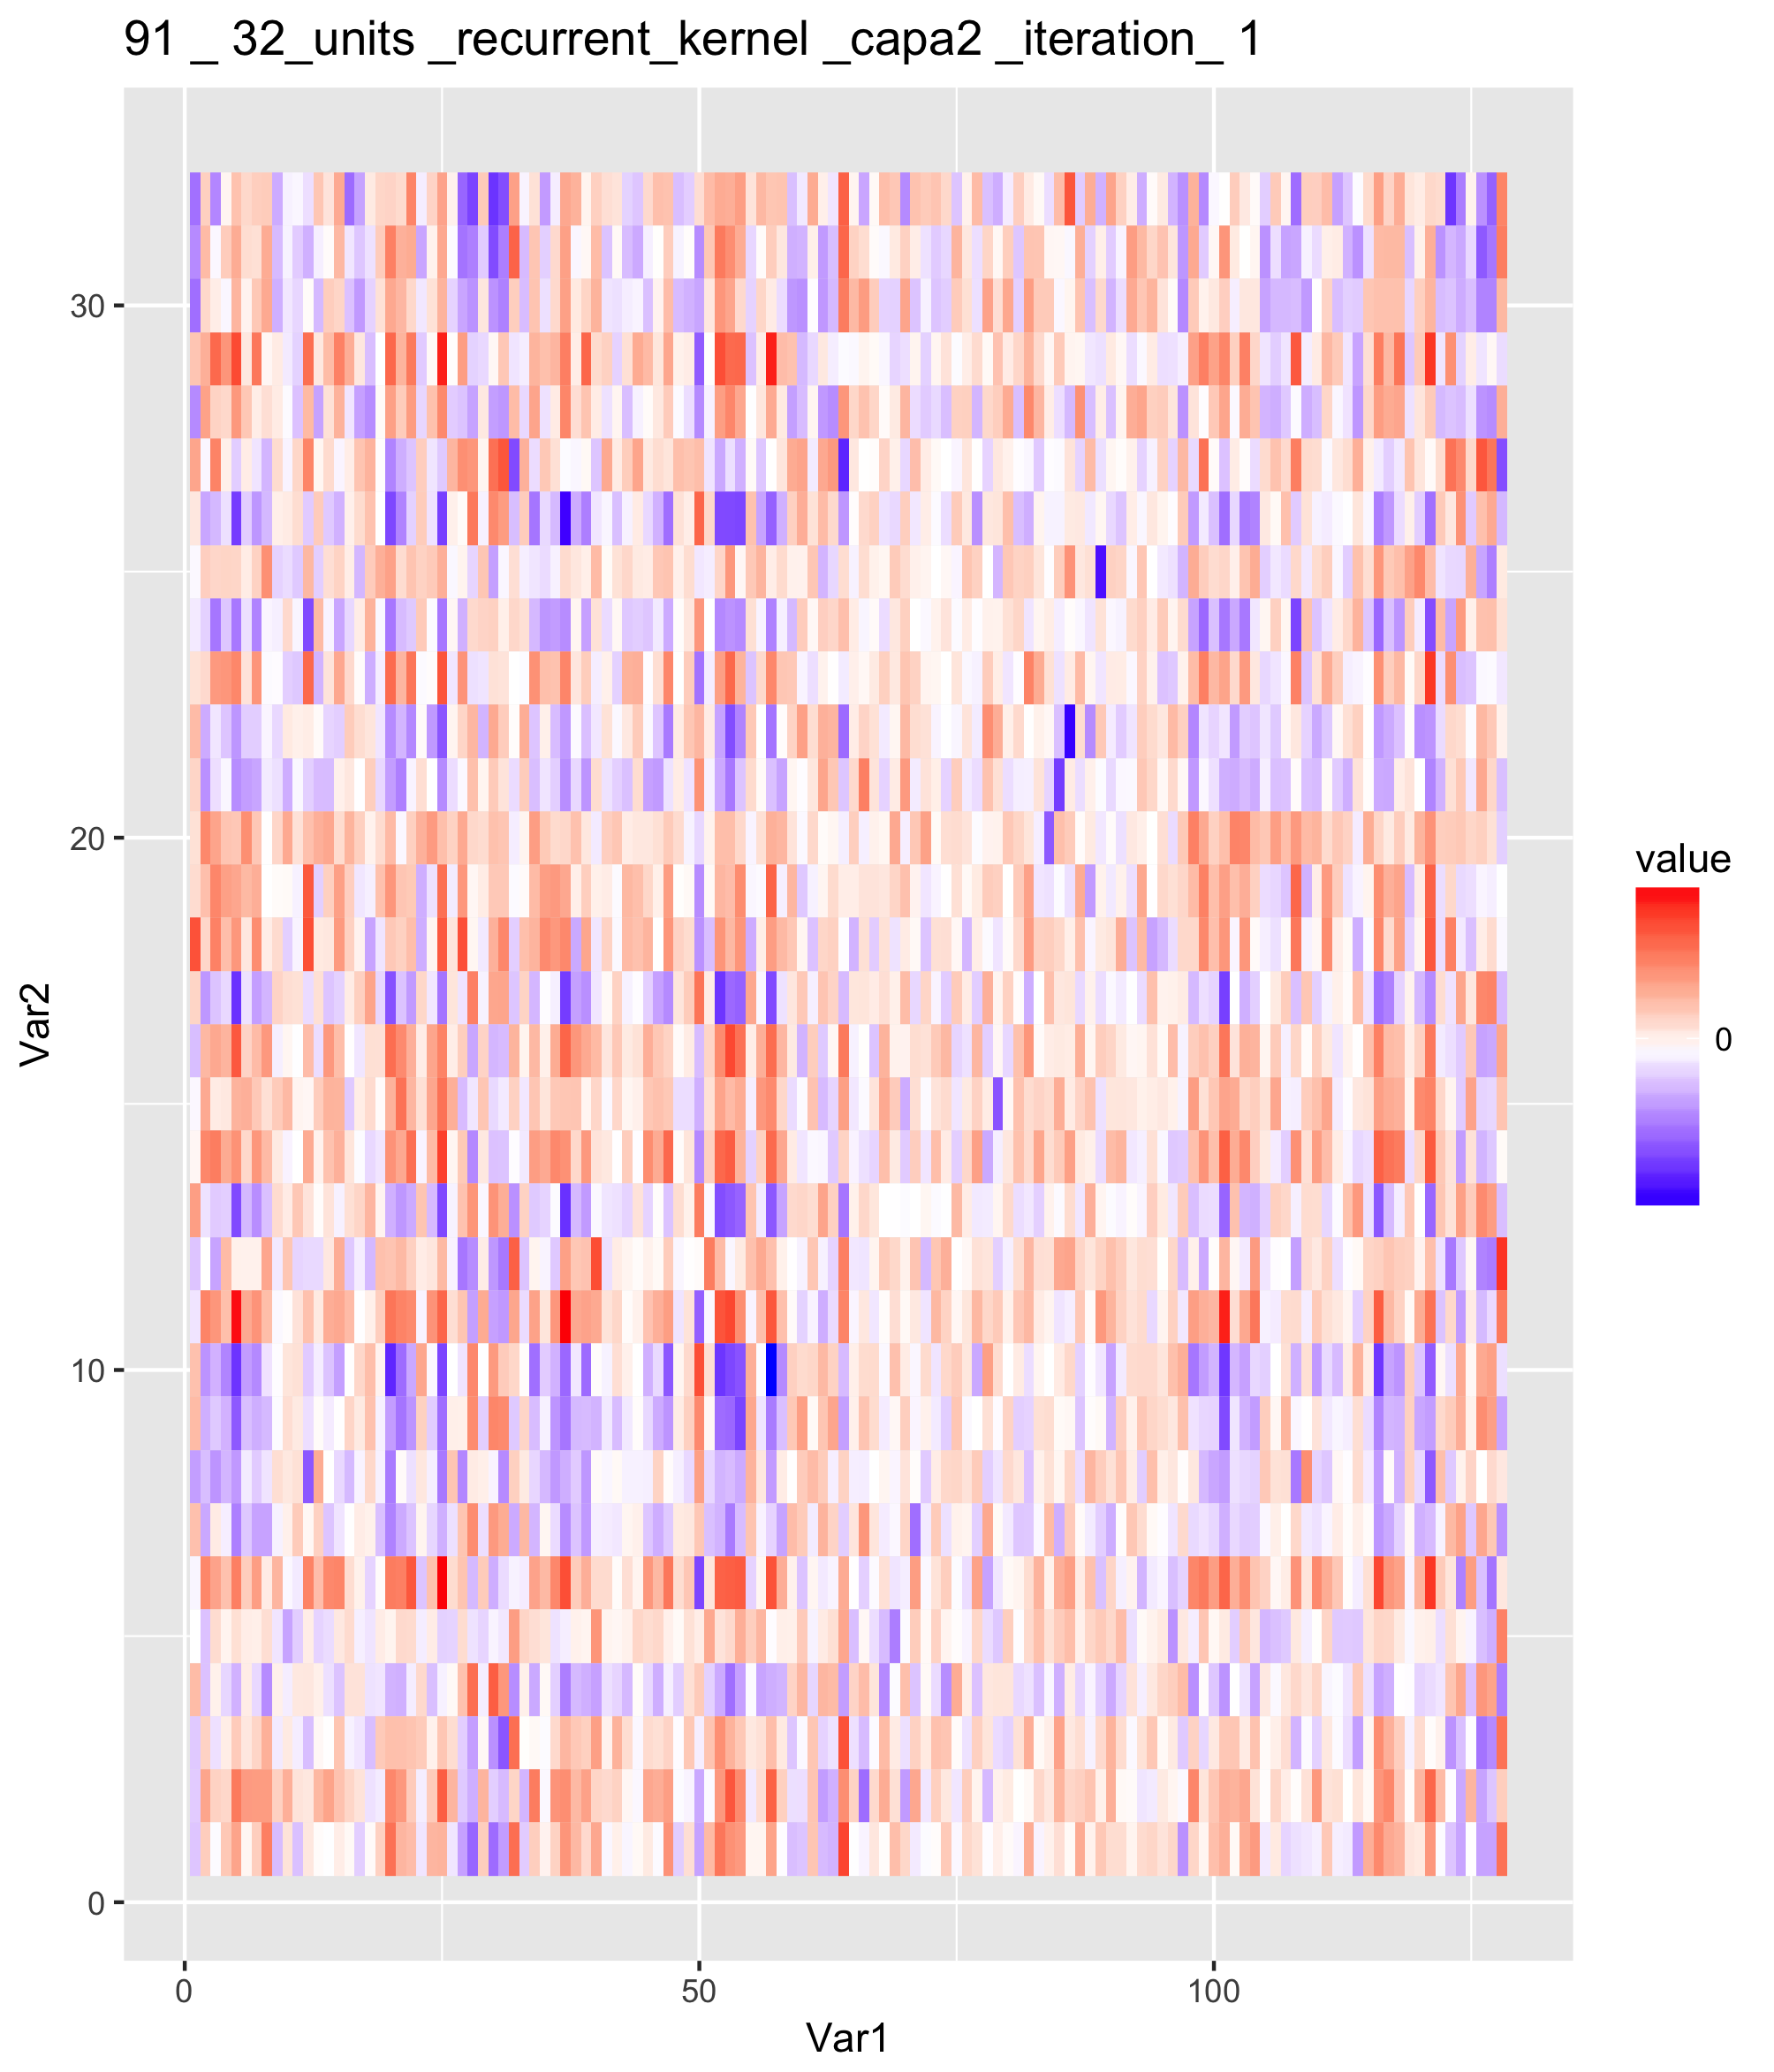 91 _ 32_units _recurrent_kernel _capa2 _iteration_ 1
30
20
10
0
Var2
0
50
100
Var1
value
0